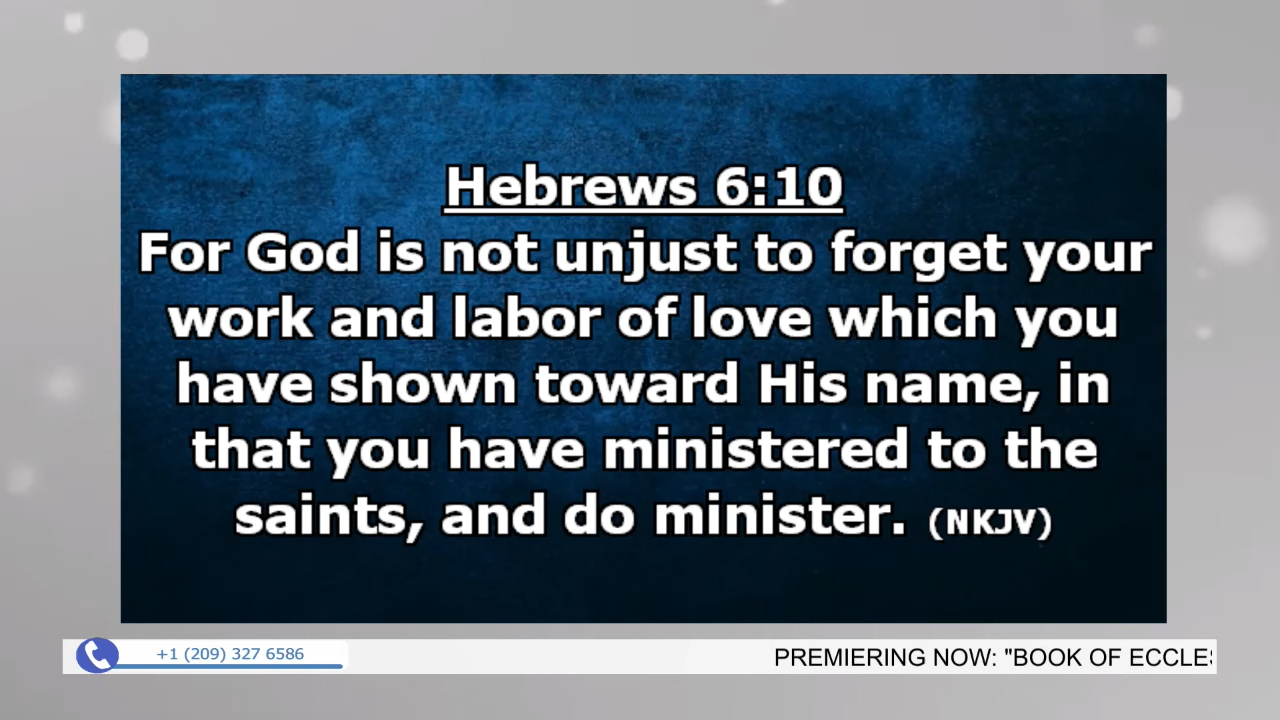 Hebrews 6:10
For God is not unjust to forget your
work and labor of love which you
have shown toward His name, in
that you have ministered to the
saints, and do minister. (NKJV)
+1 (209) 327 6586
PREMIERING NOW: "BOOK OF